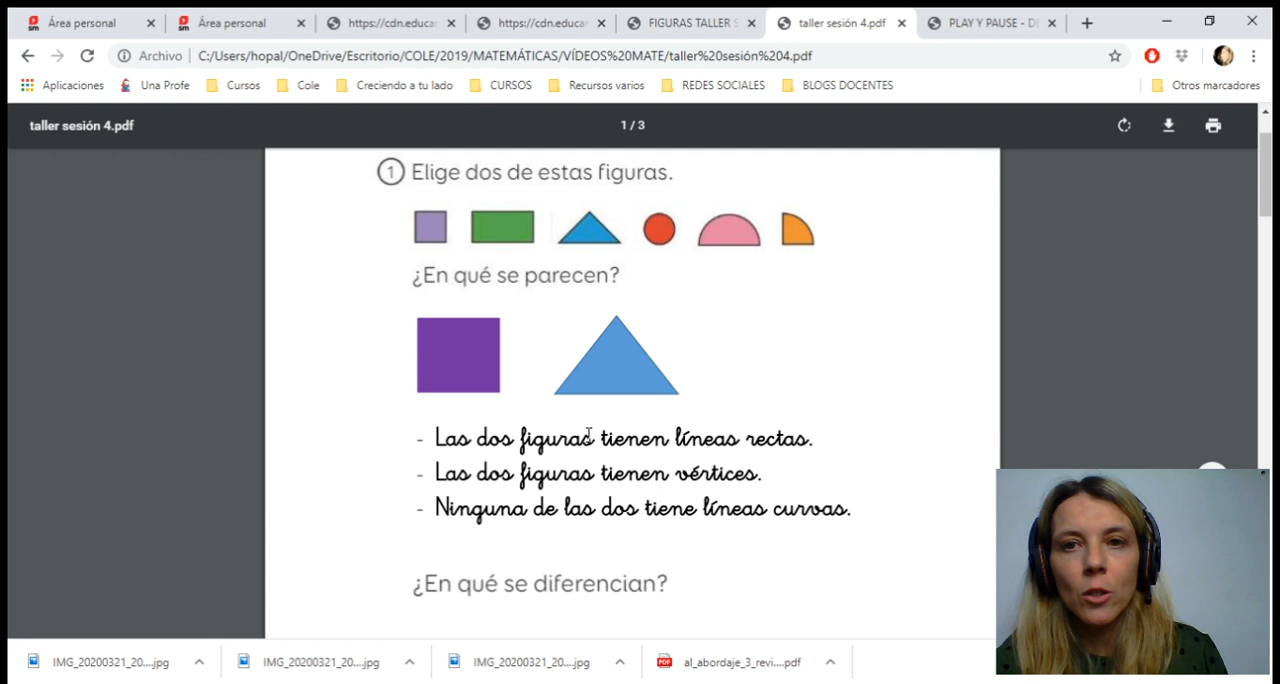 Área personal
Área personal
https://cdn.educar
https://cdn.educar
FIGURAS TALLER S
taller sesión 4.pdf
PLAY Y PAUSE - DE
Archivo
C:/Users/hopal/OneDrive/Escritorio/COLE/2019/MATEMÁTICAS/VÍDEOS%20MATE/taller%20sesión%204.pdf
Aplicaciones
Una Profe
Cursos
Cole
Creciendo a tu lado
CURSOS
Recursos varios
REDES SOCIALES
BLOGS DOCENTES
Otros marcadores
taller sesión 4.pdf
1 / 3
1 Elige dos de estas figuras.
¿En qué se parecen?
- Las dos figuras tienen líneas rectas.
- Las dos figuras tienen vértices.
- Ninguna de las dos tiene líneas curvas.
¿En qué se diferencian?
IMG_20200321_20....jpg
IMG_20200321_20....jpg
IMG_20200321_20....jpg
PDF
al_abordaje_3_revi....pdf